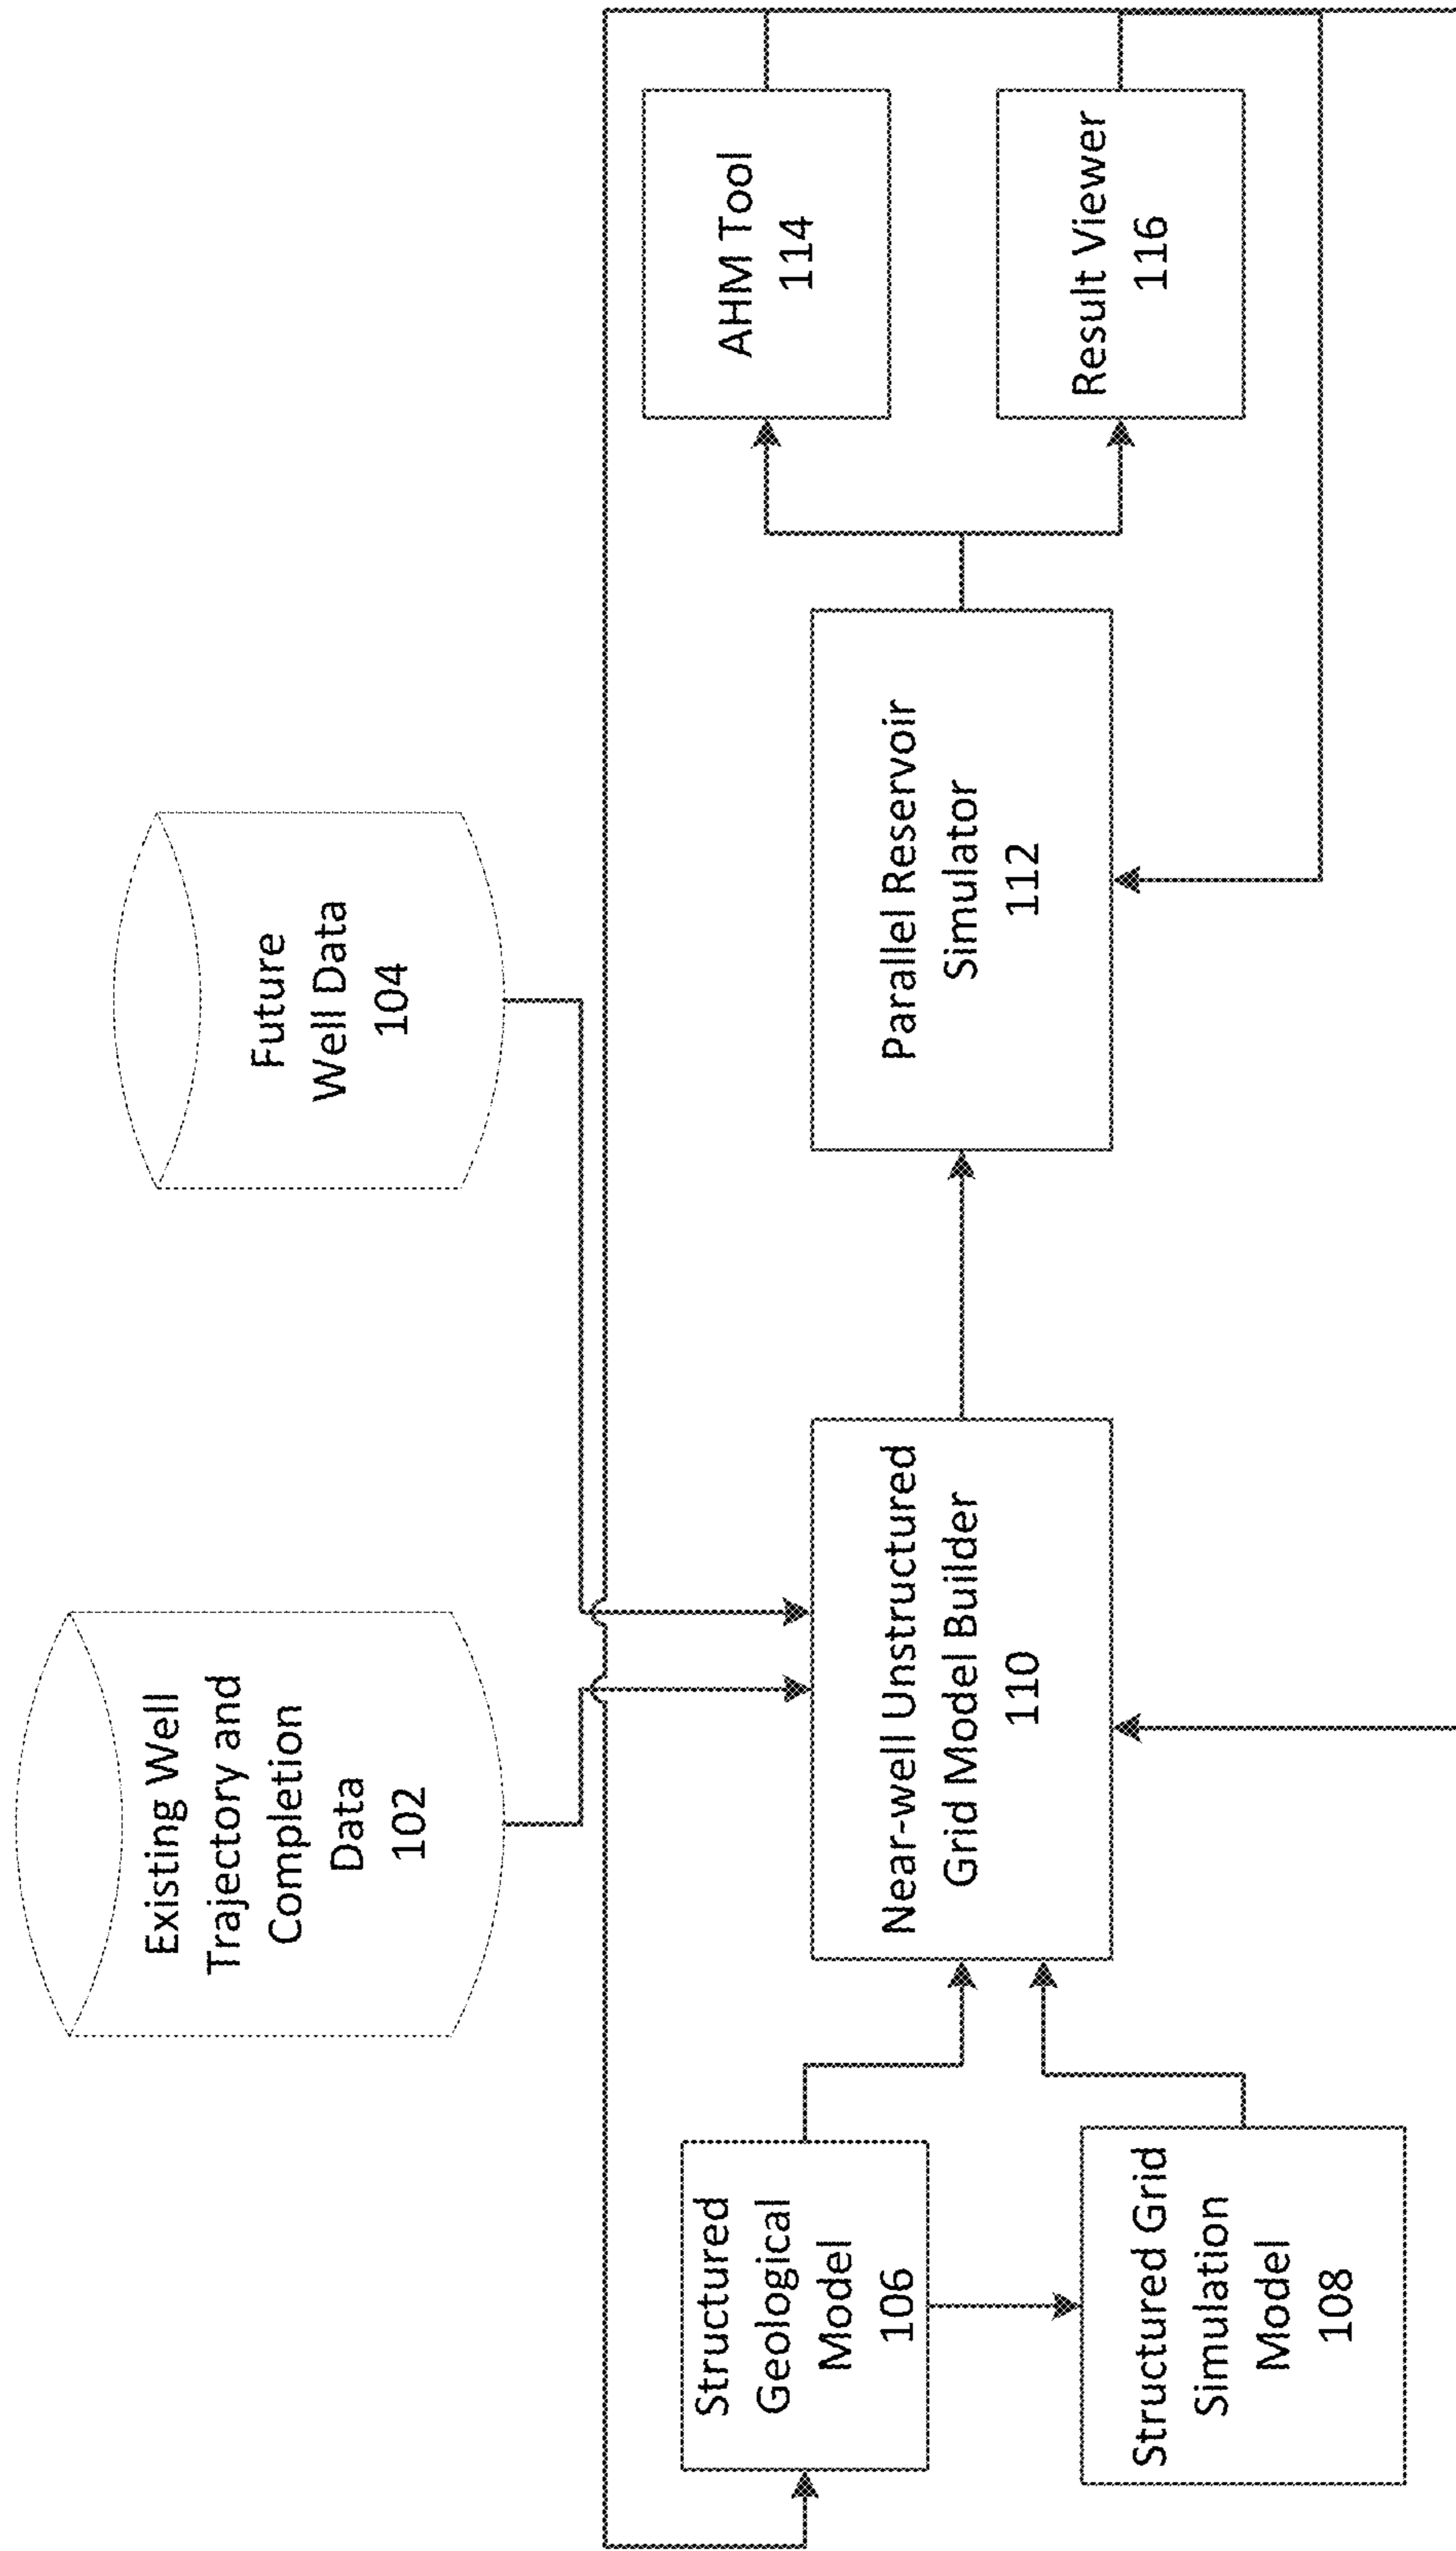 Existing Well
Trajectory and
Completion
Data
102
Future
Well Data
104
Structured
Geological
Model
106
Structured Grid
Simulation
Model
108
Near-well Unstructured
Grid Model Builder
110
Parallel Reservoir
Simulator
112
AHM Tool
114
Result Viewer
116